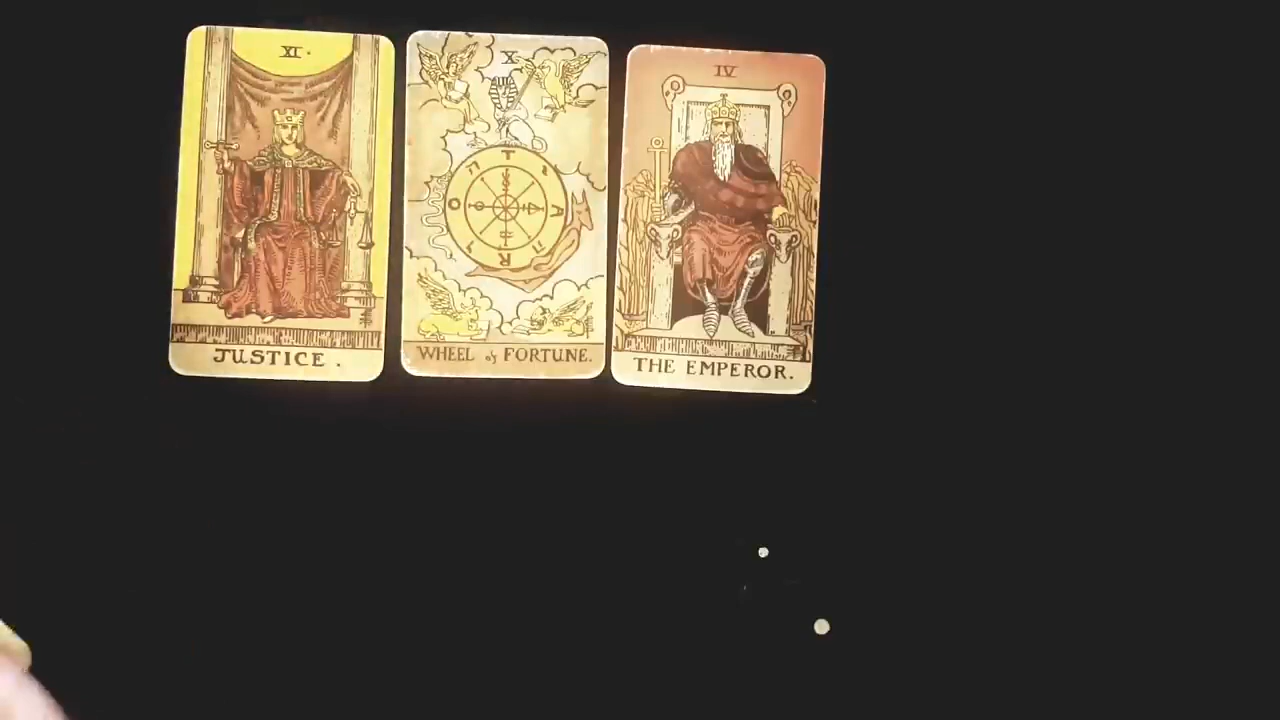 XI.
JUSTICE.
X
T
A
R
O
WHEEL of FORTUNE.
IV
THE EMPEROR.